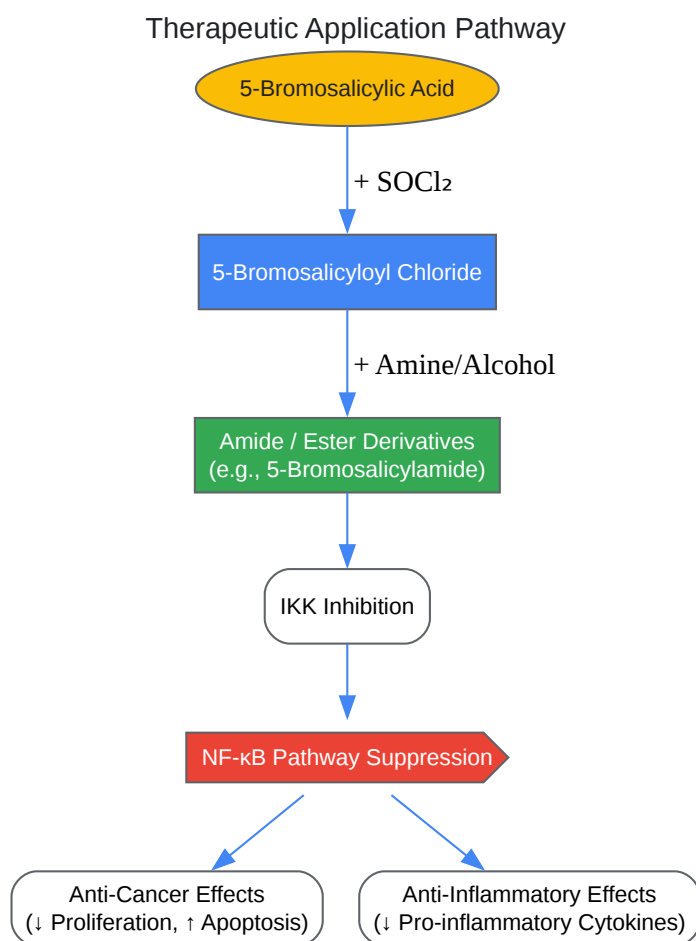 Therapeutic Application Pathway
5-Bromosalicylic Acid
+ SOCl₂
5-Bromosalicyloyl Chloride
+ Amine/Alcohol
Amide / Ester Derivatives
(e.g., 5-Bromosalicylamide)
IKK Inhibition
NF-κB Pathway Suppression
Anti-Cancer Effects
(↓ Proliferation, ↑ Apoptosis)
Anti-Inflammatory Effects
(↓ Pro-inflammatory Cytokines)